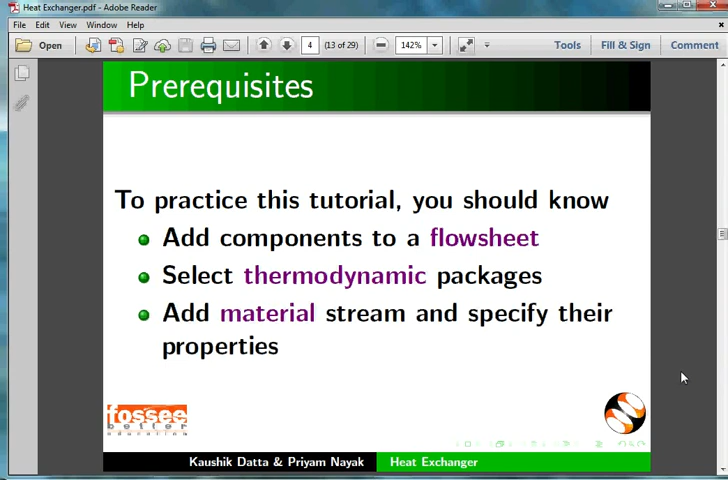 Heat Exchanger.pdf - Adobe Reader
File Edit View Window Help
Open 4 (13 of 29) 142% Tools Fill & Sign Comment
Prerequisites
To practice this tutorial, you should know
Add components to a flowsheet
Select thermodynamic packages
Add material stream and specify their
properties
fossee
better
education
Kaushik Datta & Priyam Nayak Heat Exchanger